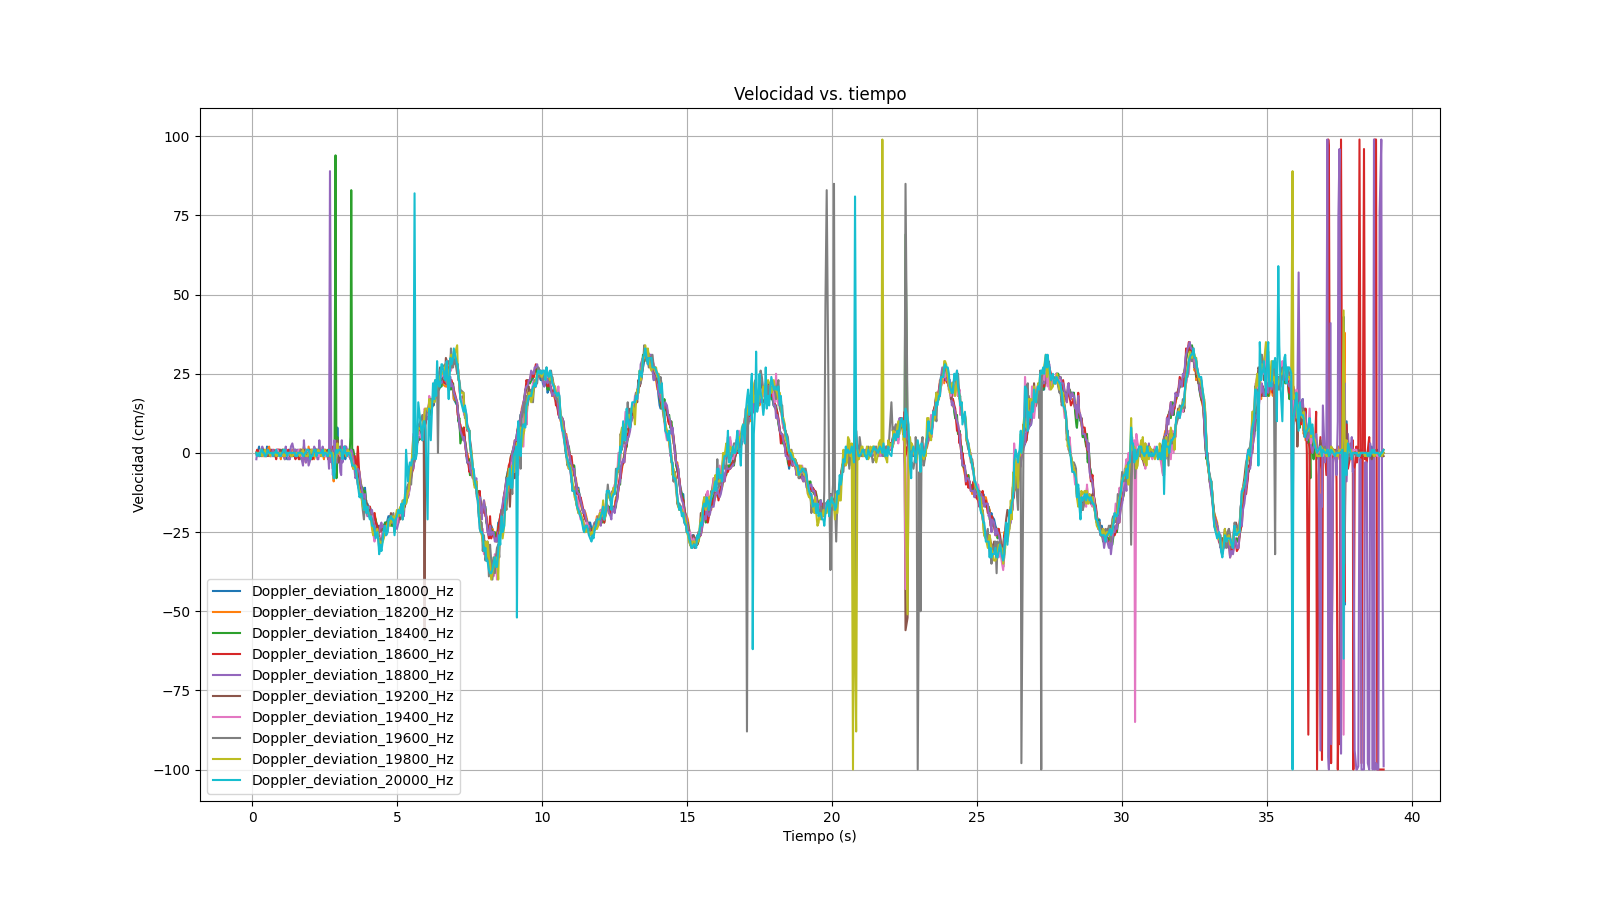 Velocidad vs. tiempo
100
75
50
25
0
−25
−50
−75
−100
Velocidad (cm/s)
Doppler_deviation_18000_Hz
Doppler_deviation_18200_Hz
Doppler_deviation_18400_Hz
Doppler_deviation_18600_Hz
Doppler_deviation_18800_Hz
Doppler_deviation_19200_Hz
Doppler_deviation_19400_Hz
Doppler_deviation_19600_Hz
Doppler_deviation_19800_Hz
Doppler_deviation_20000_Hz
0 5 10 15 20 25 30 35 40
Tiempo (s)